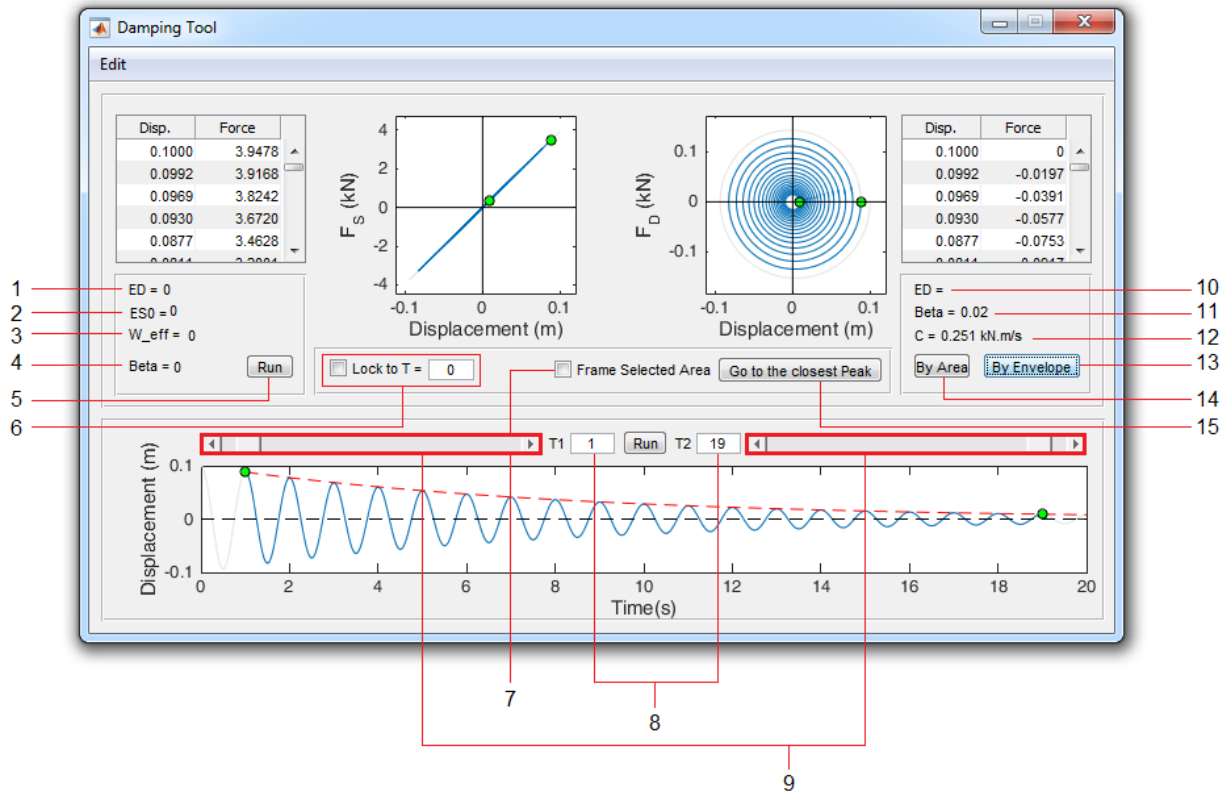 Damping Tool
Edit
Disp. Force
0.1000 3.9478
0.0992 3.9168
0.0969 3.8242
0.0930 3.6720
0.0877 3.4628
F_S (kN)
4
2
0
-2
-4
-0.1 0 0.1
Displacement (m)
F_D (kN)
0.1
0
-0.1
-0.1 0 0.1
Displacement (m)
Disp. Force
0.1000 0
0.0992 -0.0197
0.0969 -0.0391
0.0930 -0.0577
0.0877 -0.0753
1 ED = 0
2 ES0 = 0
3 W_eff = 0
4 Beta = 0 Run
5
6
Lock to T = 0
Frame Selected Area Go to the closest Peak
ED = 10
Beta = 0.02 11
C = 0.251 kN.m/s 12
By Area By Envelope 13
14
15
T1 1 Run T2 19
Displacement (m)
0.1
0
-0.1
0 2 4 6 8 10 12 14 16 18 20
Time(s)
7
8
9